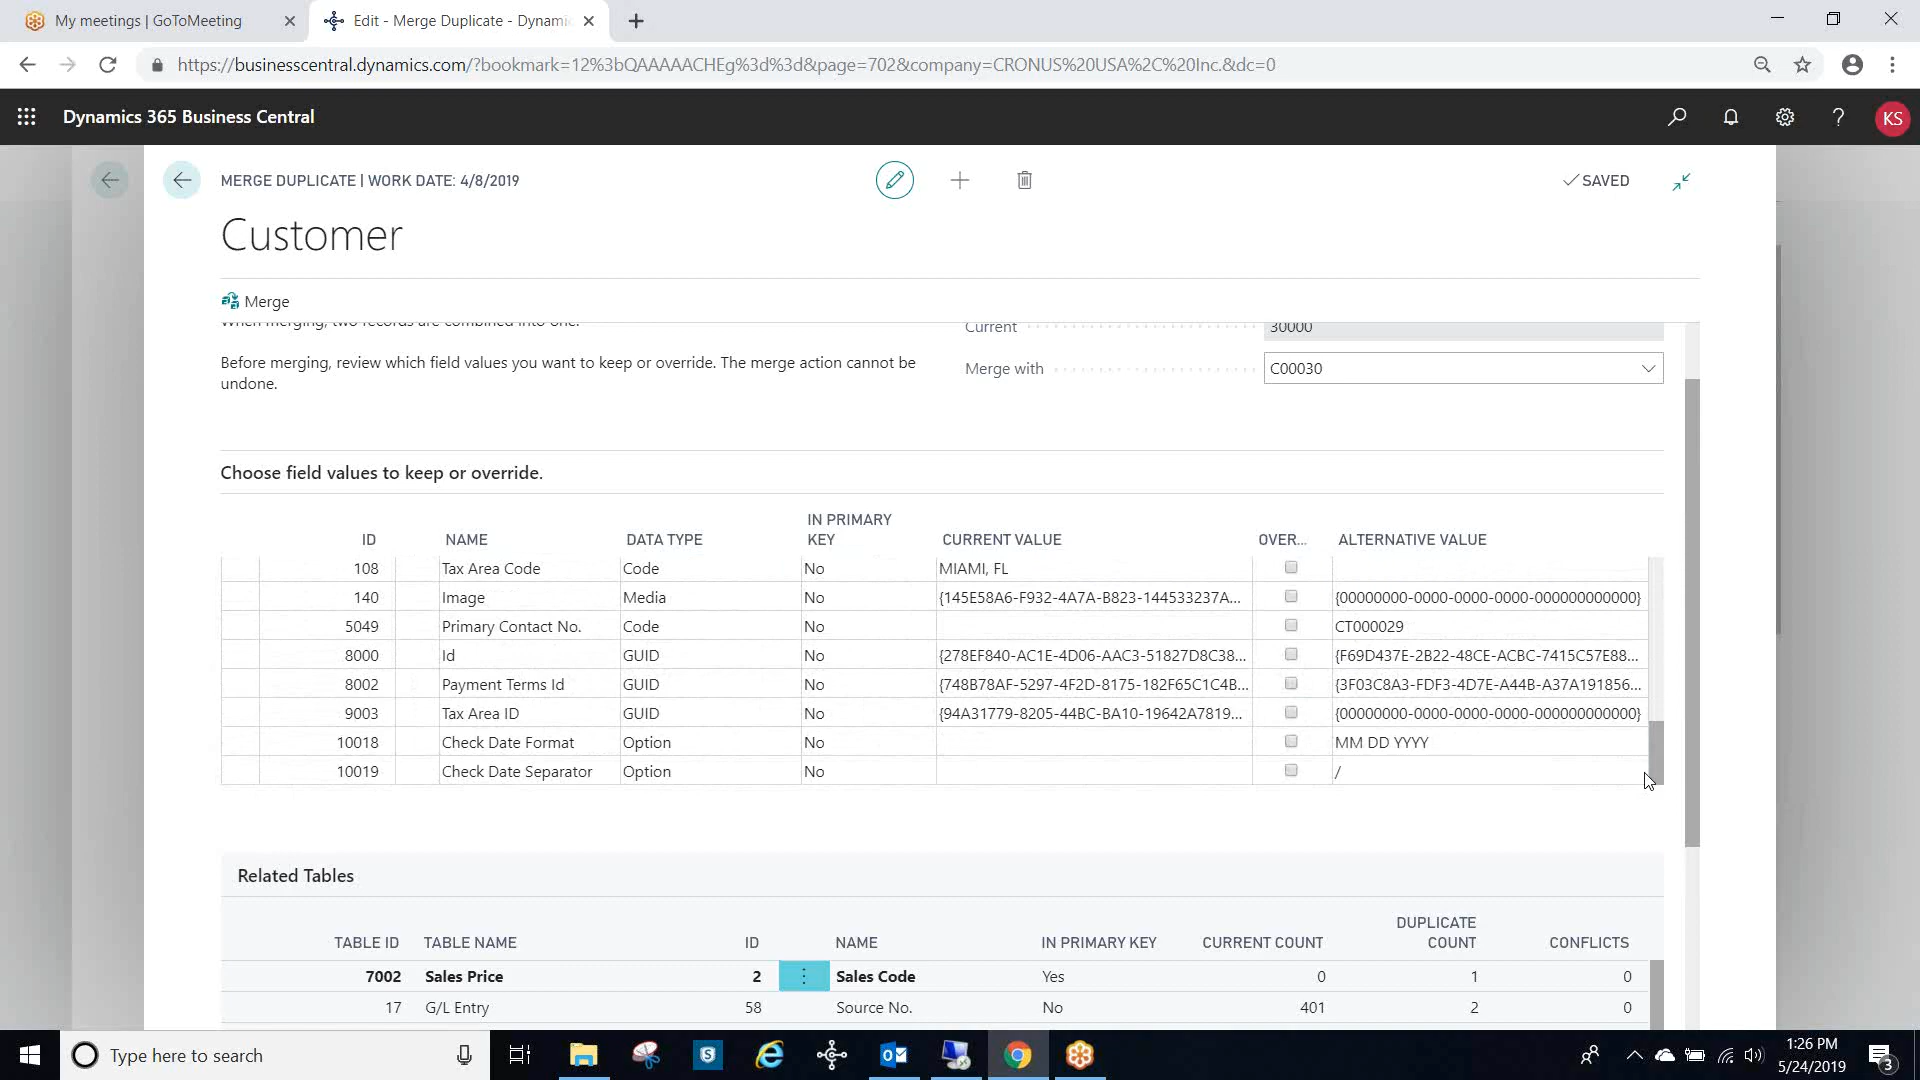 My meetings | GoToMeeting
Edit - Merge Duplicate - Dynami
https://businesscentral.dynamics.com/?bookmark=12%3bQAAAAACHEg%3d%3d&page=702&company=CRONUS%20USA%2C%20Inc.&dc=0
Dynamics 365 Business Central
?
KS
MERGE DUPLICATE | WORK DATE: 4/8/2019
SAVED
Customer
Merge
When merging, two records are combined into one.
Current 30000
Before merging, review which field values you want to keep or override. The merge action cannot be
undone.
Merge with C00030
Choose field values to keep or override.
ID NAME DATA TYPE IN PRIMARY KEY CURRENT VALUE OVER... ALTERNATIVE VALUE
108 Tax Area Code Code No MIAMI, FL
140 Image Media No {145E58A6-F932-4A7A-B823-144533237A... {00000000-0000-0000-0000-000000000000}
5049 Primary Contact No. Code No CT000029
8000 Id GUID No {278EF840-AC1E-4D06-AAC3-51827D8C38... {F69D437E-2B22-48CE-ACBC-7415C57E88...
8002 Payment Terms Id GUID No {748B78AF-5297-4F2D-8175-182F65C1C4B... {3F03C8A3-FDF3-4D7E-A44B-A37A191856...
9003 Tax Area ID GUID No {94A31779-8205-44BC-BA10-19642A7819... {00000000-0000-0000-0000-000000000000}
10018 Check Date Format Option No MM DD YYYY
10019 Check Date Separator Option No /
Related Tables
TABLE ID TABLE NAME ID NAME IN PRIMARY KEY CURRENT COUNT DUPLICATE COUNT CONFLICTS
7002 Sales Price 2 Sales Code Yes 0 1 0
17 G/L Entry 58 Source No. No 401 2 0
Type here to search
1:26 PM
5/24/2019
3